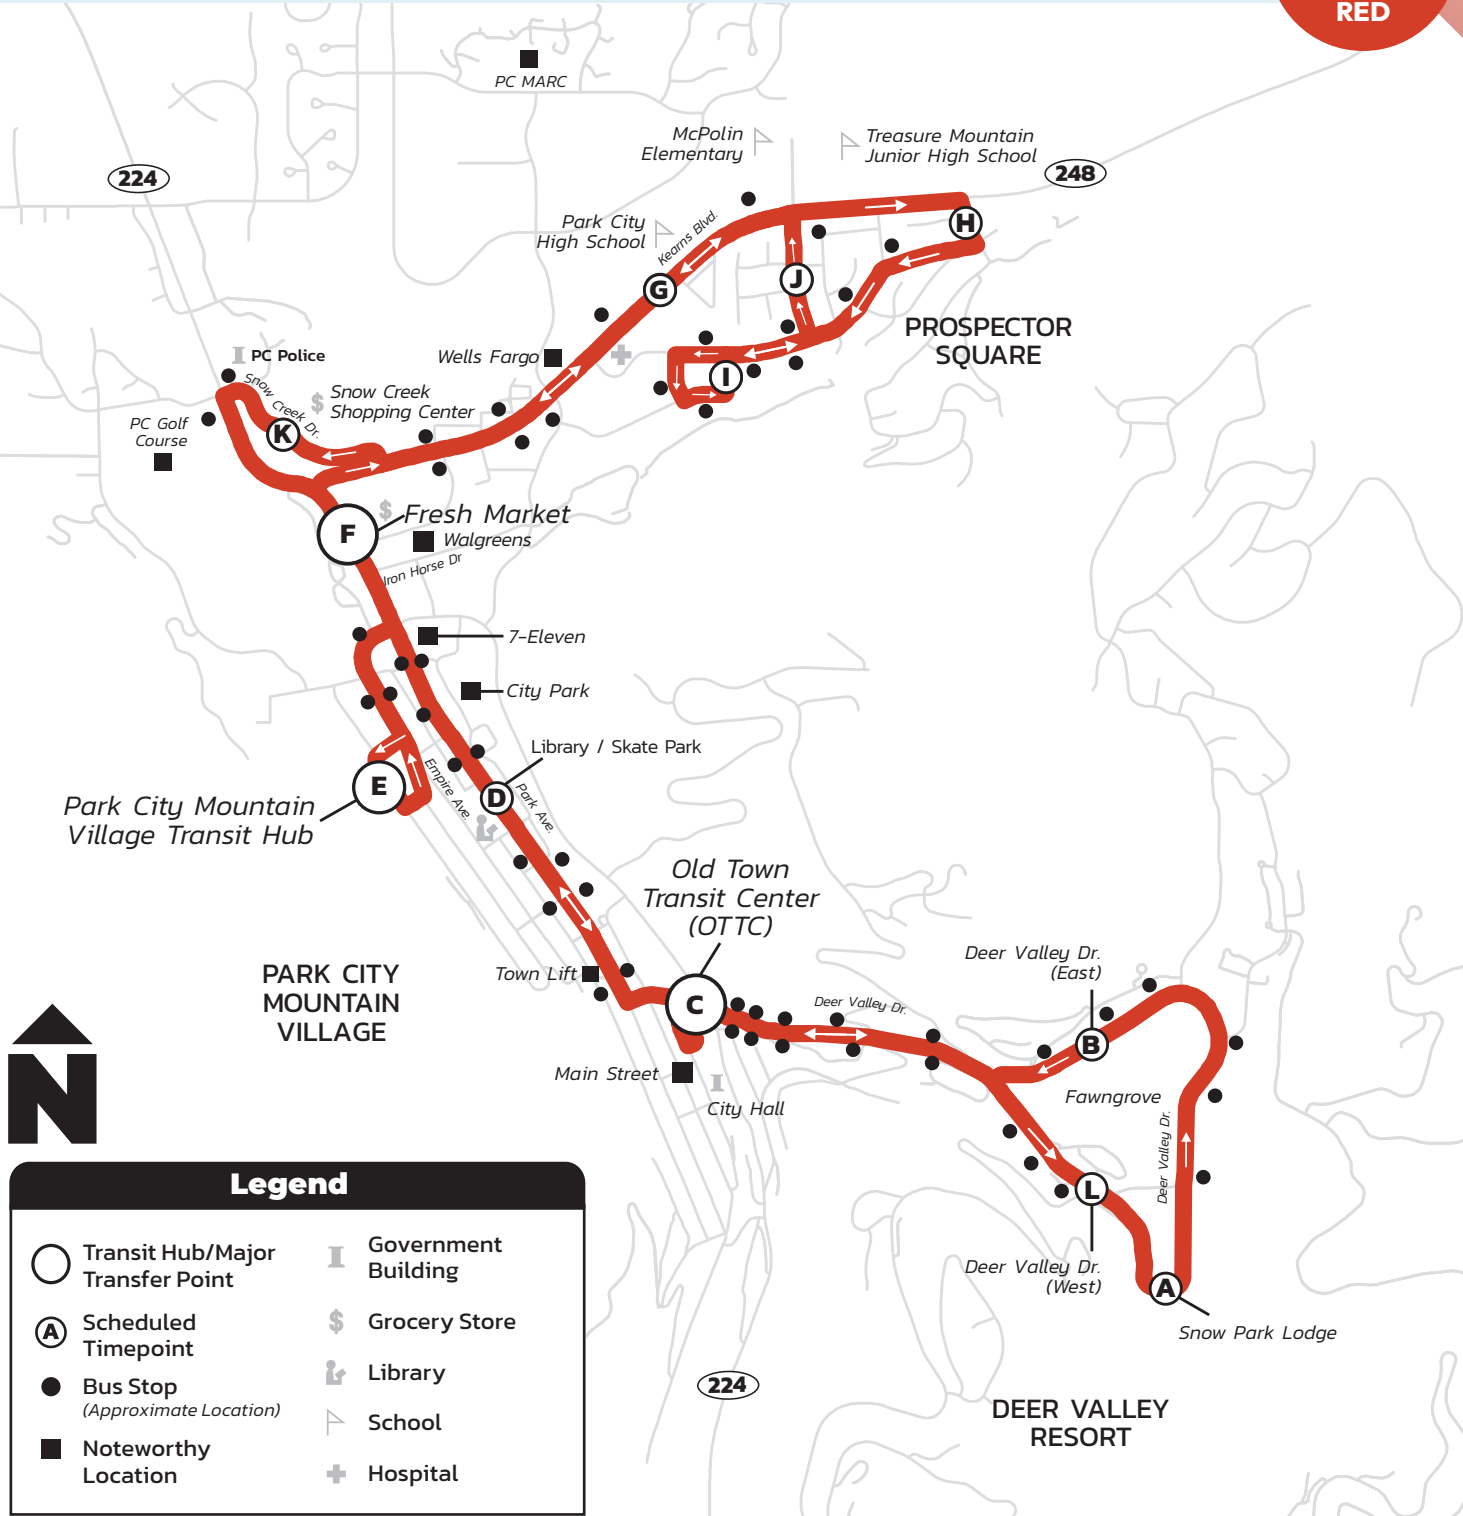 RED
PC MARC
McPolin
Elementary
Treasure Mountain
Junior High School
224
248
Park City
High School
Kearns Blvd.
H
G
J
PROSPECTOR
SQUARE
PC Police
Wells Fargo
I
Snow Creek Dr.
Snow Creek
Shopping Center
PC Golf
Course
K
$
$
Fresh Market
F
Walgreens
Iron Horse Dr
7-Eleven
City Park
Library / Skate Park
E
Empire Ave.
D
Park Ave.
Park City Mountain
Village Transit Hub
Old Town
Transit Center
(OTTC)
PARK CITY
MOUNTAIN
VILLAGE
Town Lift
C
Deer Valley Dr.
Deer Valley Dr.
(East)
B
Main Street
City Hall
Fawngrove
Deer Valley Dr.
L
Deer Valley Dr.
(West)
A
Snow Park Lodge
224
DEER VALLEY
RESORT
N
Legend
Transit Hub/Major
Transfer Point
A
Scheduled
Timepoint
Bus Stop
(Approximate Location)
Noteworthy
Location
Government
Building
$
Grocery Store
Library
School
Hospital